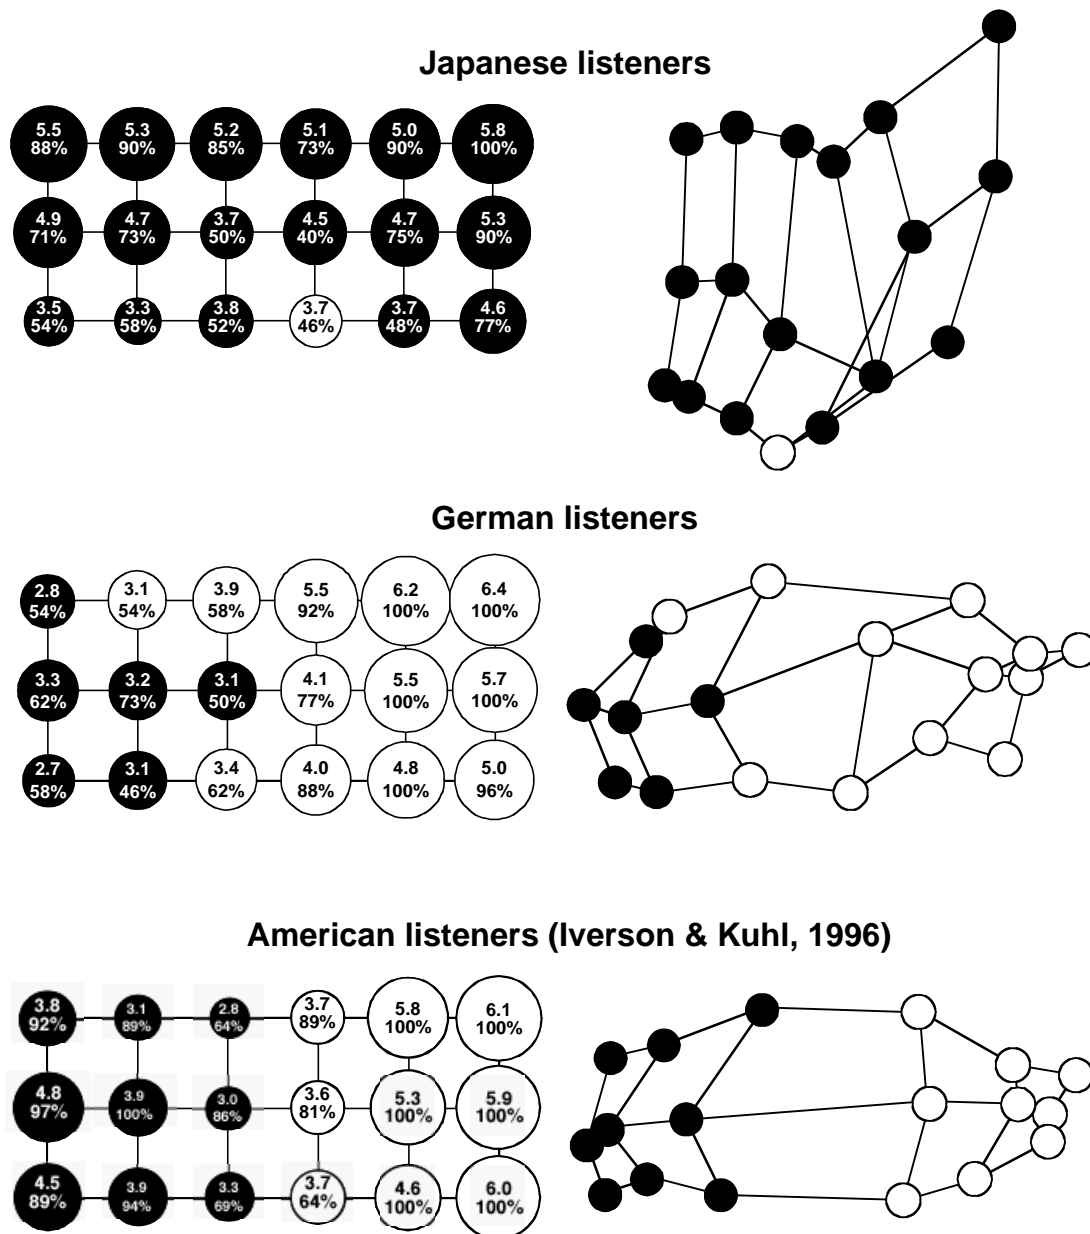 Japanese listeners
5.5 5.3 5.2 5.1 5.0 5.8
88% 90% 85% 73% 90% 100%
4.9 4.7 3.7 4.5 4.7 5.3
71% 73% 50% 40% 75% 90%
3.5 3.3 3.8 3.7 3.7 4.6
54% 58% 52% 46% 48% 77%
German listeners
2.8 3.1 3.9 5.5 6.2 6.4
54% 54% 58% 92% 100% 100%
3.3 3.2 3.1 4.1 5.5 5.7
62% 73% 50% 77% 100% 100%
2.7 3.1 3.4 4.0 4.8 5.0
58% 46% 62% 88% 100% 96%
American listeners (Iverson & Kuhl, 1996)
3.8 3.1 2.8 3.7 5.8 6.1
92% 89% 64% 89% 100% 100%
4.8 3.9 3.0 3.6 5.3 5.9
97% 100% 86% 81% 100% 100%
4.5 3.9 3.3 3.7 4.6 6.0
89% 94% 69% 64% 100% 100%